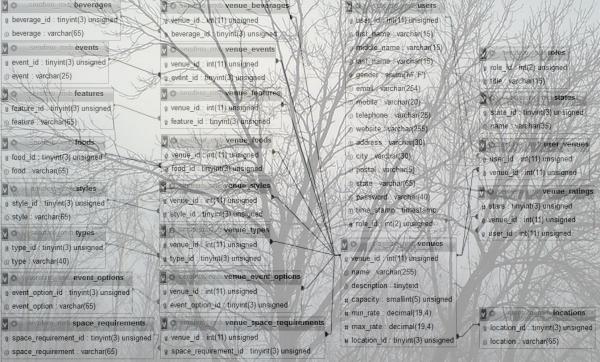 beverages
beverage_id : tinyint(3) unsigned
beverage : varchar(65)
events
event_id : tinyint(3) unsigned
event : varchar(25)
features
feature_id : tinyint(3) unsigned
feature : varchar(65)
foods
food_id : tinyint(3) unsigned
food : varchar(65)
styles
style_id : tinyint(3) unsigned
style : varchar(65)
types
type_id : tinyint(3) unsigned
type : varchar(40)
event_options
event_option_id : tinyint(3) unsigned
event_option : varchar(65)
space_requirements
space_requirement_id : tinyint(3) unsigned
space_requirement : varchar(65)
venue_beverages
venue_id : int(11) unsigned
beverage_id : tinyint(3) unsigned
venue_events
venue_id : int(11) unsigned
event_id : tinyint(3) unsigned
venue_features
venue_id : int(11) unsigned
feature_id : tinyint(3) unsigned
venue_foods
venue_id : int(11) unsigned
food_id : tinyint(3) unsigned
venue_styles
venue_id : int(11) unsigned
style_id : tinyint(3) unsigned
venue_types
venue_id : int(11) unsigned
type_id : tinyint(3) unsigned
venue_event_options
venue_id : int(11) unsigned
event_option_id : tinyint(3) unsigned
venue_space_requirements
venue_id : int(11) unsigned
space_requirement_id : tinyint(3) unsigned
users
user_id : int(11) unsigned
first_name : varchar(15)
middle_name : varchar(15)
last_name : varchar(15)
gender : enum('M','F')
email : varchar(254)
mobile : varchar(20)
telephone : varchar(20)
website : varchar(255)
address : varchar(30)
city : varchar(30)
postal : varchar(5)
state : varchar(65)
password : varchar(40)
time_stamp : timestamp
role_id : int(2) unsigned
venues
venue_id : int(11) unsigned
name : varchar(255)
description : tinytext
capacity : smallint(5) unsigned
min_rate : decimal(19,4)
max_rate : decimal(19,4)
location_id : tinyint(3) unsigned
roles
role_id : int(2) unsigned
title : varchar(15)
states
state_id : tinyint(3) unsigned
name : varchar(35)
user_venues
user_id : int(11) unsigned
venue_id : int(11) unsigned
venue_ratings
stars : tinyint(3) unsigned
venue_id : int(11) unsigned
user_id : int(11) unsigned
locations
location_id : tinyint(3) unsigned
location : varchar(65)